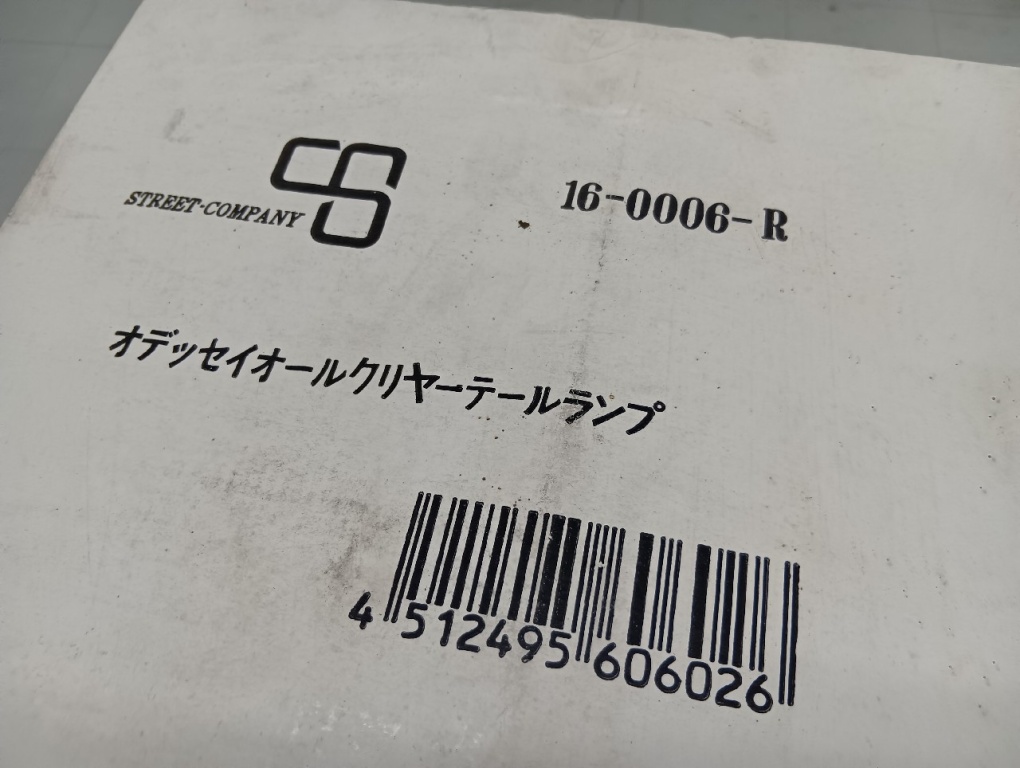 STREET·COMPANY
16-0006-R
オデッセイオールクリヤーテールランプ
4 512495 606026